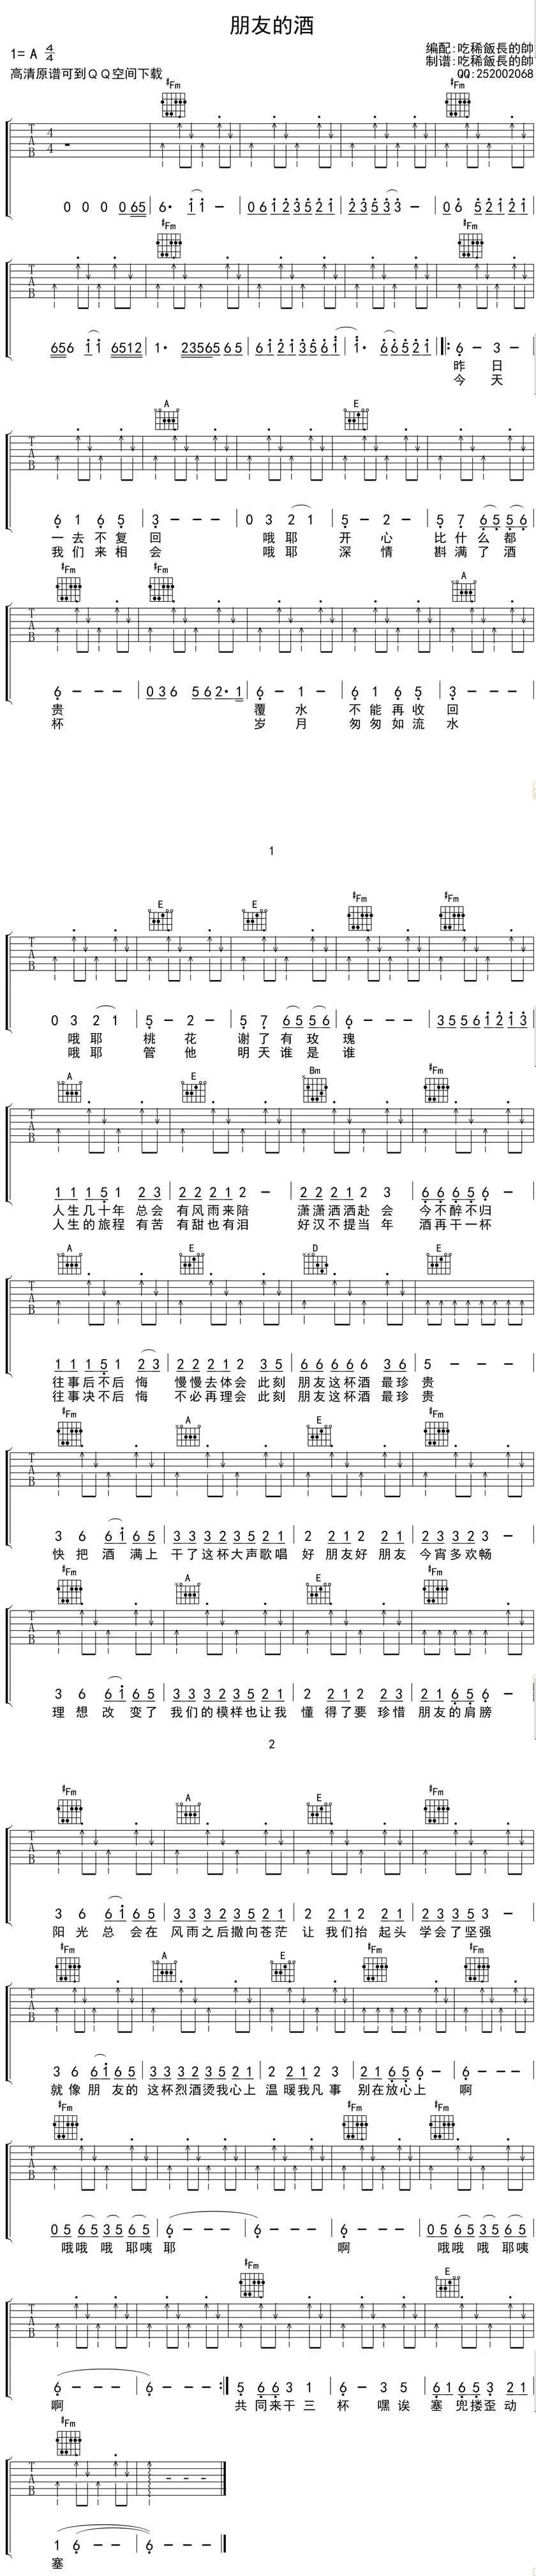 朋友的酒
1= A 4/4
编配:吃稀飯長的帥
制谱:吃稀飯長的帥
高清原谱可到ＱＱ空间下载
QQ:252002068
#Fm #Fm
T A B 4 4
0 0 0 0 6 5 | 6· 1 1 - | 0 6 1 2 3 5 2 1 | 2 3 5 3 3 - | 0 6 5 2 1 2 1
#Fm #Fm
T A B
6 5 6 1 1 6 5 1 2 | 1· 2 3 5 6 5 6 5 | 6 1 2 1 3 5 6 1 | 1· 6 6 5 2 1 |: 6 - 3 -
昨 日
今 天
A E
T A B
6 1 6 5 | 3 - - - | 0 3 2 1 | 5 - 2 - | 5 7 6 5 5 6
一 去 不 复 回 哦 耶 开 心 比 什 么 都
我 们 来 相 会 哦 耶 深 情 斟 满 了 酒
#Fm #Fm A
T A B
6 - - - | 0 3 6 5 6 2· 1 | 6 - 1 - | 6 1 6 5 | 3 - - -
贵 覆 水 不 能 再 收 回
杯 岁 月 匆 匆 如 流 水
1
E E #Fm #Fm
T A B
0 3 2 1 | 5 - 2 - | 5 7 6 5 5 6 | 6 - - - | 3 5 5 6 1 2 1 3
哦 耶 桃 花 谢 了 有 玫 瑰
哦 耶 管 他 明 天 谁 是 谁
A E Bm #Fm
T A B
1 1 1 5 1 2 3 | 2 2 2 1 2 - | 2 2 2 1 2 3 | 6 6 6 6 6 -
人生几十年 总会 有风雨来陪 潇潇洒洒赴 会 今不醉不归
人生的旅程 有苦 有甜也有泪 好汉不提当 年 酒再干一杯
A E D E
T A B
1 1 1 5 1 2 3 | 2 2 2 2 2 3 5 | 6 6 6 6 6 3 6 | 5 - - -
往事后不后 悔 慢慢去体会 此刻 朋友这杯酒 最珍 贵
往事决不后 悔 不必再理会 此刻 朋友这杯酒 最珍 贵
#Fm A E #Fm
T A B
3 6 6 1 6 5 | 3 3 3 2 3 5 2 1 | 2 2 1 2 2 1 | 2 3 3 2 3 -
快 把 酒 满上 干了这杯大声歌唱 好 朋友好 朋友 今宵多欢畅
#Fm A E #Fm
T A B
3 6 6 1 6 5 | 3 3 3 2 3 5 2 1 | 2 2 1 2 2 3 | 2 1 6 5 6 -
理 想 改 变了 我们的模样也让我 懂 得了要 珍惜 朋友的肩膀
2
#Fm A E #Fm
T A B
3 6 6 1 6 5 | 3 3 3 2 3 5 2 1 | 2 2 1 2 2 1 | 2 3 3 5 3 -
阳 光 总 会在 风雨之后撒向苍茫 让 我们抬 起头 学会了坚强
#Fm A E #Fm #Fm
T A B
3 6 6 1 6 5 | 3 3 3 2 3 5 2 1 | 2 2 1 2 3 | 2 1 6 5 6 - | 6 - - -
就 像 朋 友的 这杯烈酒烫我心上 温 暖我凡 事 别在放心上 啊
#Fm #Fm #Fm
T A B
0 5 6 5 3 5 6 5 | 6 - - - | 6 - - - | 6 - - - | 0 5 6 5 3 5 6 5
哦哦 哦 耶咦 耶 啊 哦哦 哦 耶咦
#Fm E
T A B
6 - - - | 6 - - - :| 5 6 6 3 1 | 6 - 3 5 | 6 1 6 5 3 2 1
啊 共 同来干 三 杯 嘿 诶 塞 兜搂歪 动
#Fm
T A B
1 6 - - | 6 - - - |
塞